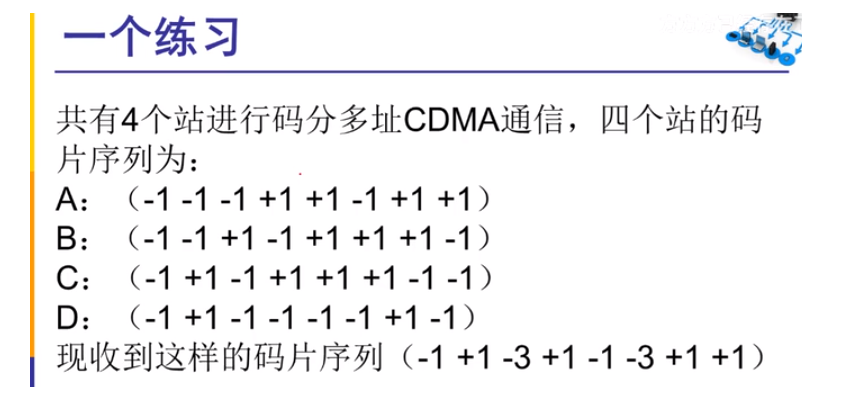 一个练习
共有4个站进行码分多址CDMA通信，四个站的码
片序列为：
A：（-1 -1 -1 +1 +1 -1 +1 +1）
B：（-1 -1 +1 -1 +1 +1 +1 -1）
C：（-1 +1 -1 +1 +1 +1 -1 -1）
D：（-1 +1 -1 -1 -1 -1 +1 -1）
现收到这样的码片序列（-1 +1 -3 +1 -1 -3 +1 +1）